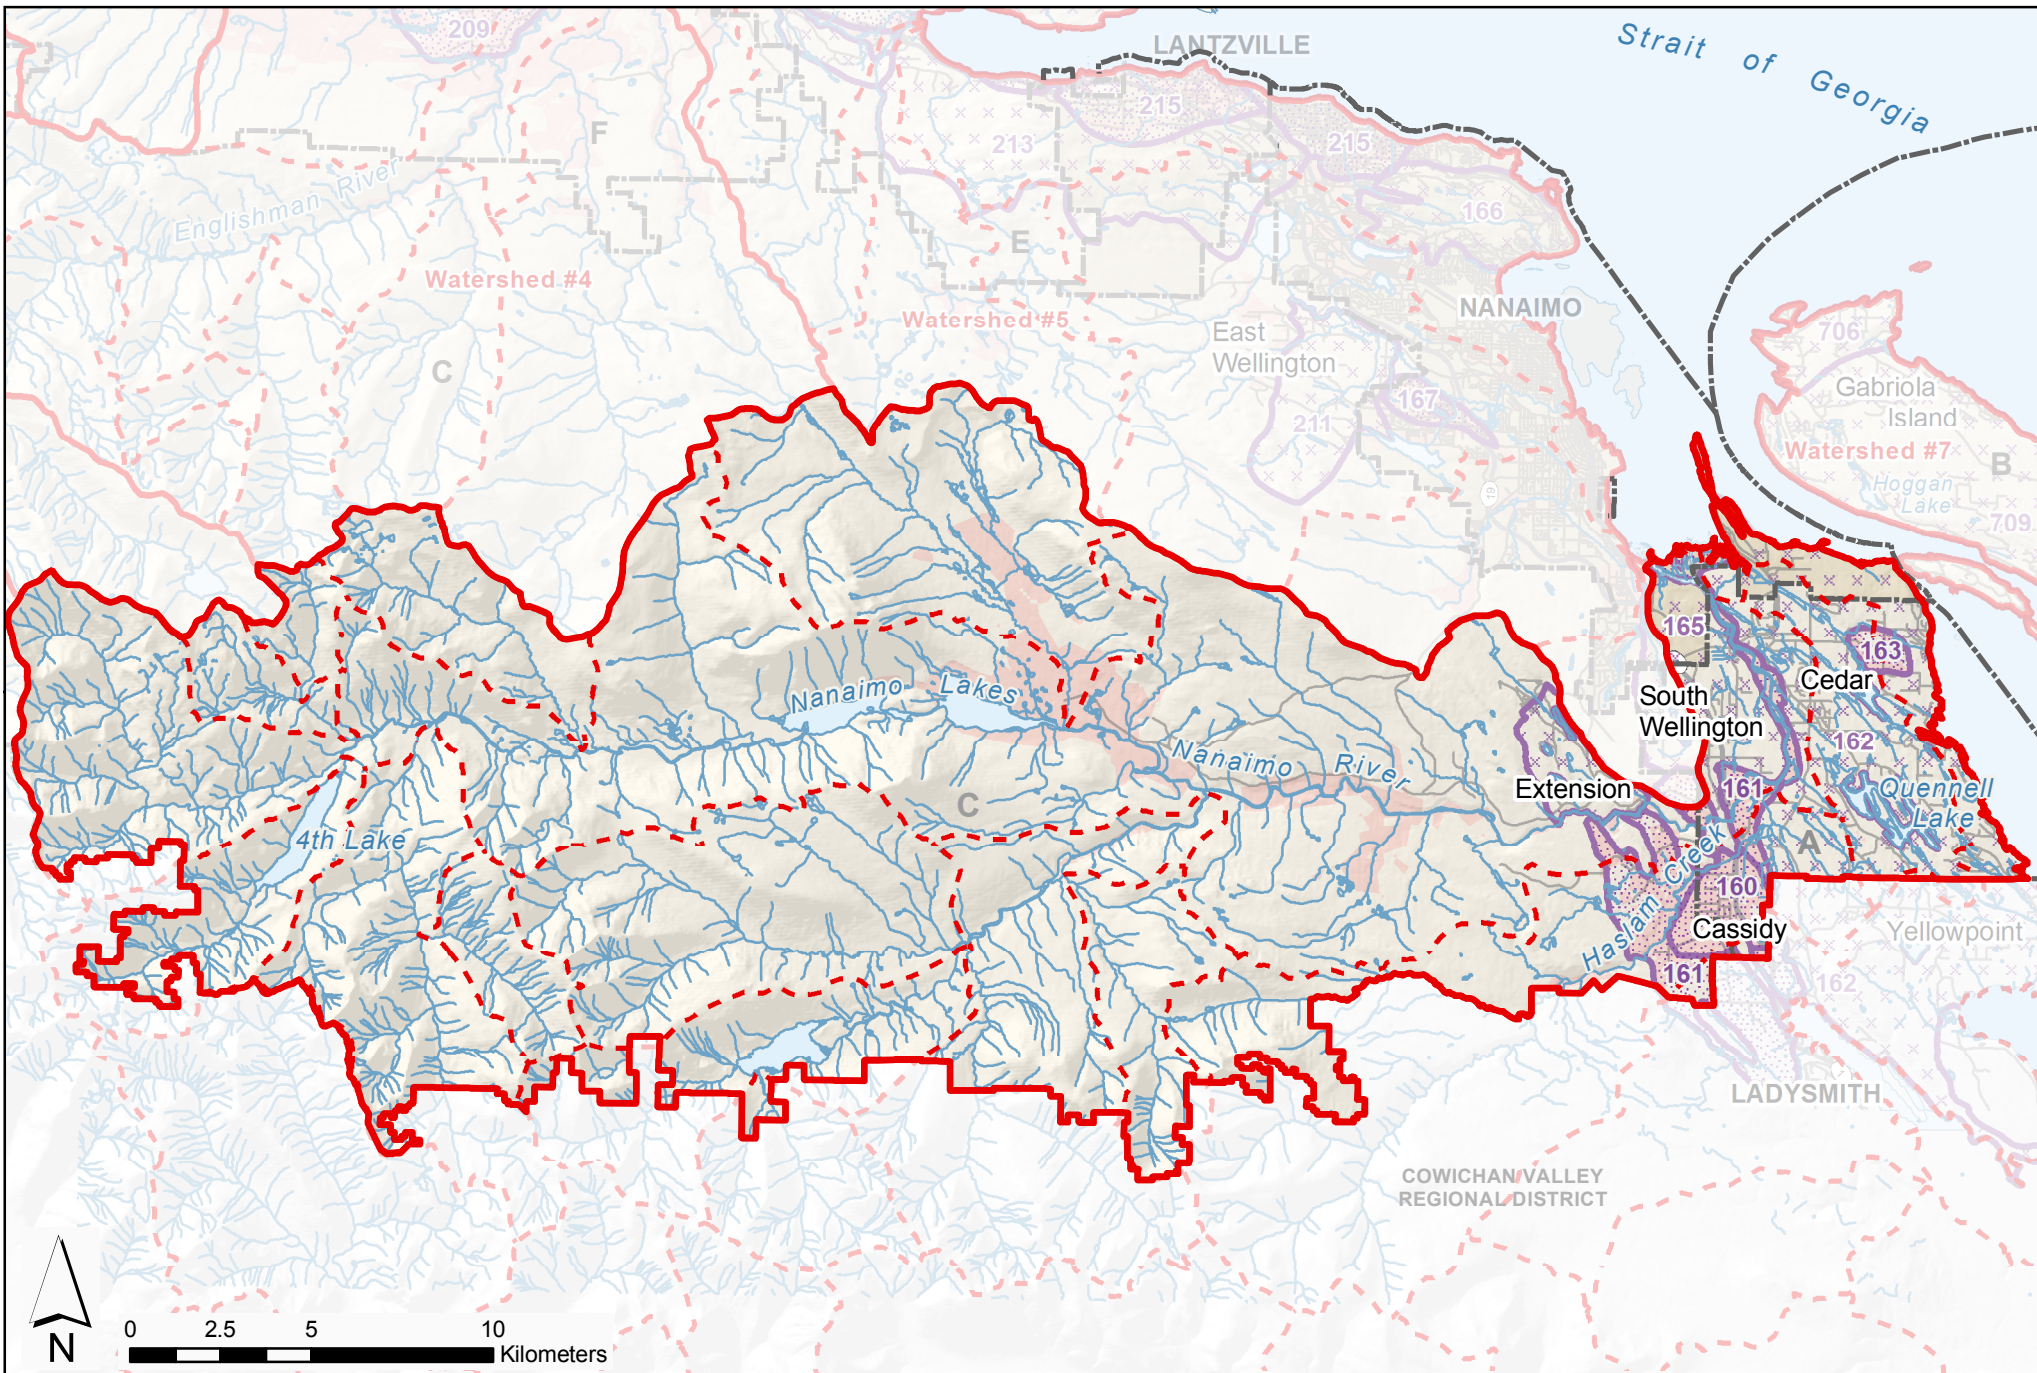 209
LANTZVILLE
Strait of Georgia
215
F
213
215
Englishman River
166
E
Watershed #4
NANAIMO
Watershed #5
706
East
Wellington
C
Gabriola
Island
167
211
Watershed #7
B
Hoggan
Lake
19
709
165
163
Cedar
South
Wellington
Nanaimo Lakes
162
Nanaimo River
Extension
161
Quennell
Lake
C
4th Lake
A
Haslam Creek
160
Cassidy
Yellowpoint
161
162
LADYSMITH
COWICHAN VALLEY
REGIONAL DISTRICT
N
0 2.5 5 10
Kilometers